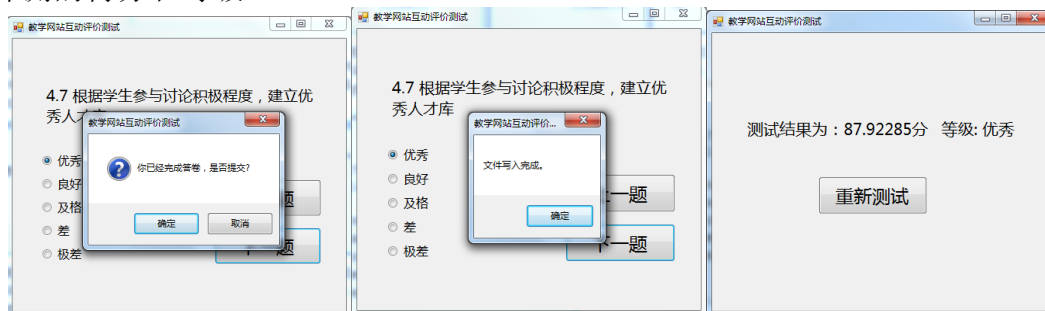 教学网站互动评价测试
4.7 根据学生参与讨论积极程度，建立优
秀人
教学网站互动评价测试
你已经完成答卷，是否提交?
确定
取消
优秀
良好
及格
差
极差
题
题
教学网站互动评价测试
4.7 根据学生参与讨论积极程度，建立优
秀人才库
教学网站互动评价...
文件写入完成。
确定
优秀
良好
及格
差
极差
一题
下一题
教学网站互动评价测试
测试结果为：87.92285分 等级: 优秀
重新测试